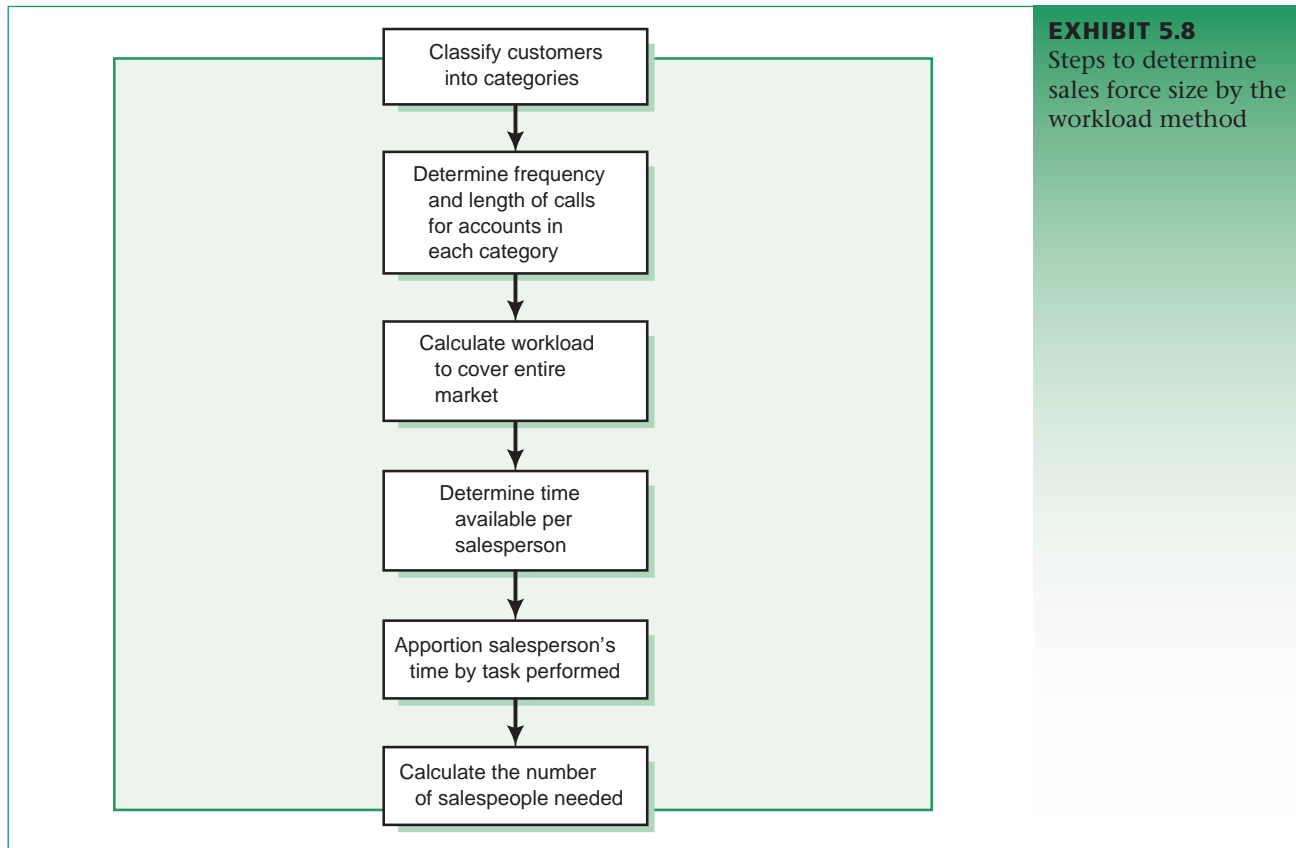 Classify customers
into categories
Determine frequency
and length of calls
for accounts in
each category
Calculate workload
to cover entire
market
Determine time
available per
salesperson
Apportion salesperson's
time by task performed
Calculate the number
of salespeople needed
EXHIBIT 5.8
Steps to determine
sales force size by the
workload method